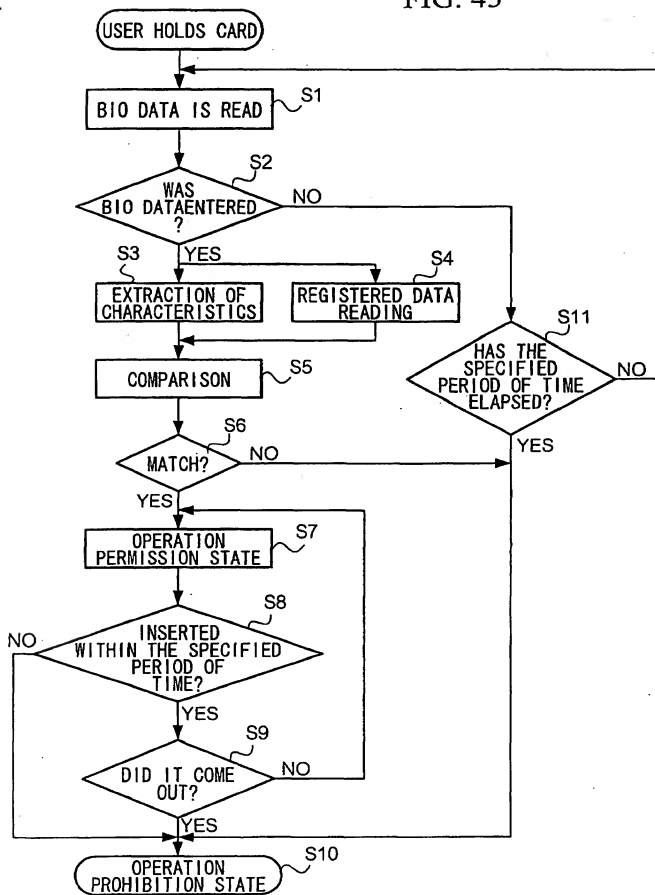 FIG. 45
USER HOLDS CARD
BIO DATA IS READ
S1
WAS
BIO DATAENTERED
?
S2
NO
YES
S3
EXTRACTION OF
CHARACTERISTICS
S4
REGISTERED DATA
READING
S11
HAS THE
SPECIFIED
PERIOD OF TIME
ELAPSED?
NO
YES
COMPARISON
S5
S6
MATCH?
NO
YES
OPERATION
PERMISSION STATE
S7
S8
NO
INSERTED
WITHIN THE SPECIFIED
PERIOD OF
TIME?
YES
S9
DID IT COME
OUT?
NO
YES
OPERATION
PROHIBITION STATE
S10